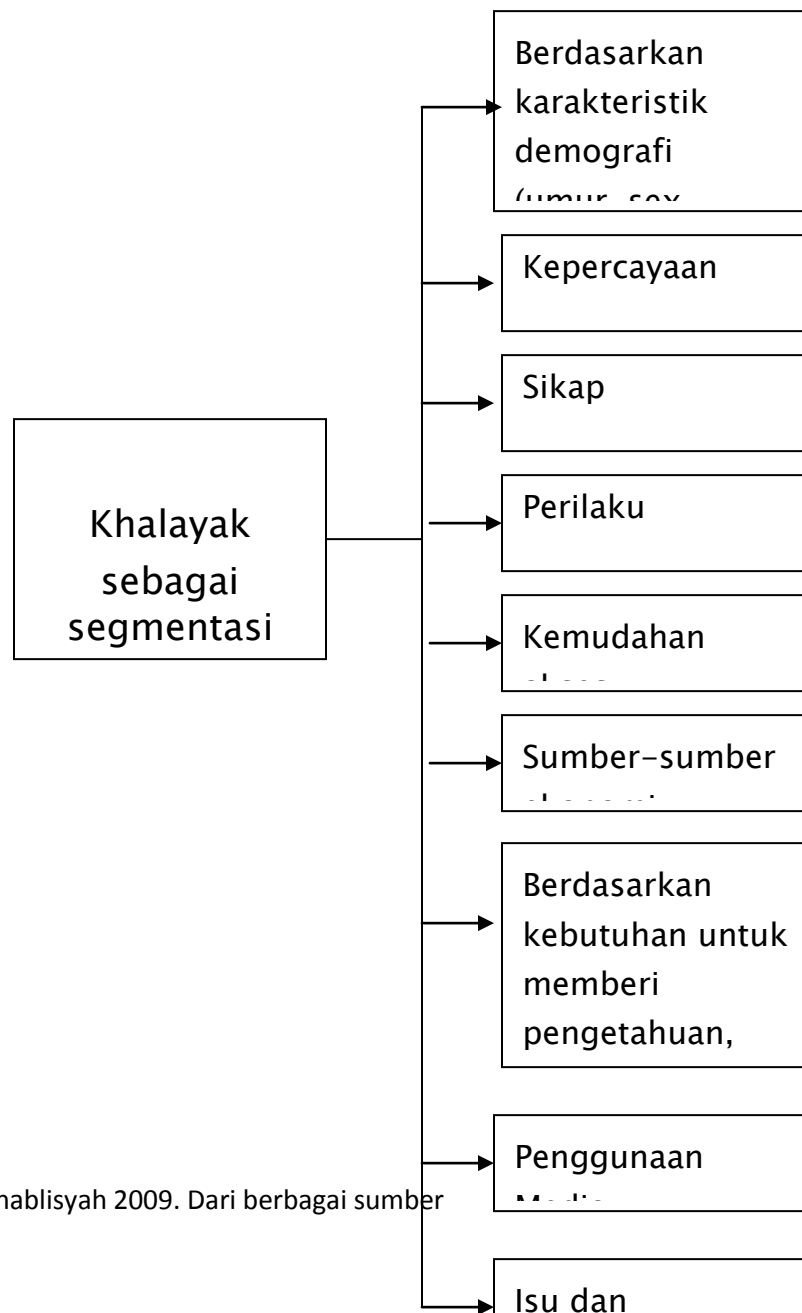 Berdasarkan
karakteristik
demografi
Kepercayaan
Sikap
Khalayak
sebagai
segmentasi
Perilaku
Kemudahan
Sumber-sumber
Berdasarkan
kebutuhan untuk
memberi
pengetahuan,
Penggunaan
2009. Dari berbagai sumber
Isu dan